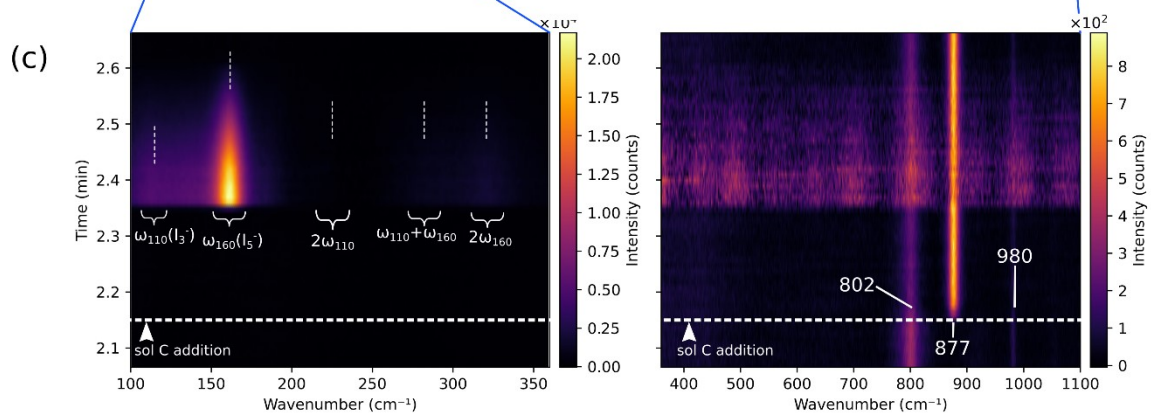 (c)
×10⁴
Time (min)
2.6
2.5
2.4
2.3
2.2
2.1
ω₁₁₀(I₃⁻)
ω₁₆₀(I₅⁻)
2ω₁₁₀
ω₁₁₀+ω₁₆₀
2ω₁₆₀
sol C addition
100 150 200 250 300 350
Wavenumber (cm⁻¹)
2.00
1.75
1.50
1.25
1.00
0.75
0.50
0.25
0.00
Intensity (counts)
802
877
980
sol C addition
400 500 600 700 800 900 1000 1100
Wavenumber (cm⁻¹)
×10²
8
7
6
5
4
3
2
1
0
Intensity (counts)